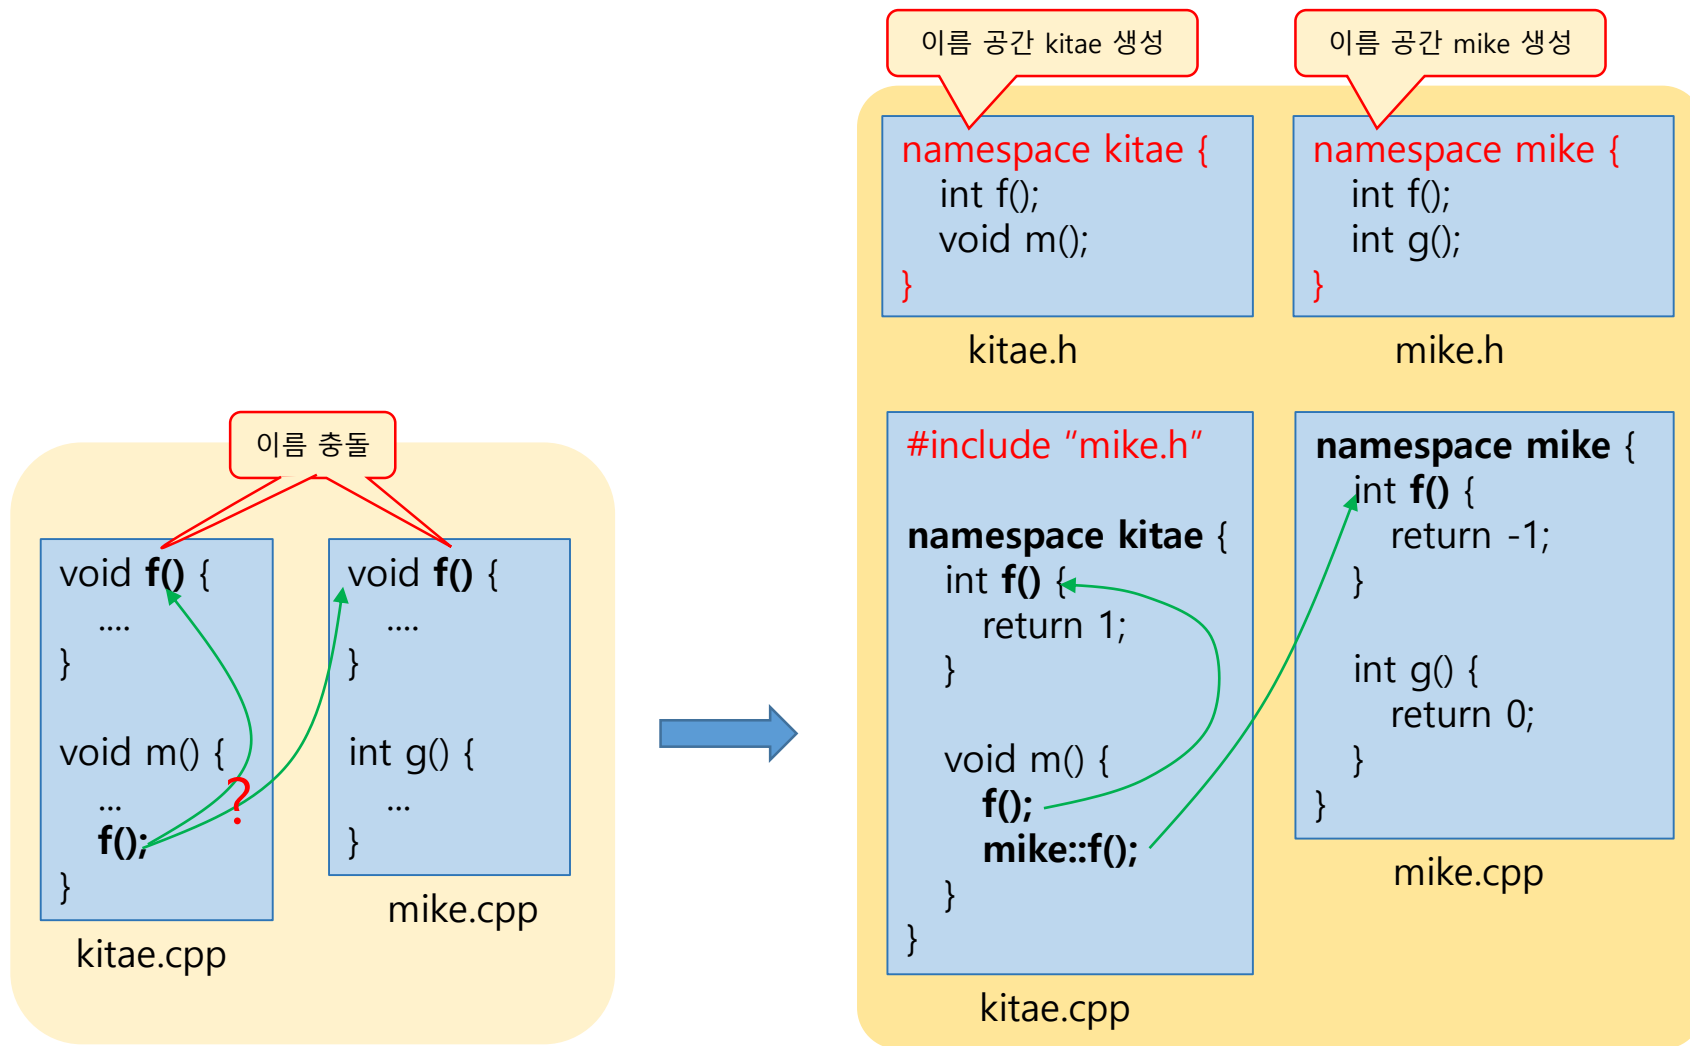 이름 충돌
void f() {
....
}
void m() {
...
f();
}
kitae.cpp
?
void f() {
....
}
int g() {
...
}
mike.cpp
이름 공간 kitae 생성
namespace kitae {
int f();
void m();
}
kitae.h
이름 공간 mike 생성
namespace mike {
int f();
int g();
}
mike.h
#include “mike.h”
namespace kitae {
int f() {
return 1;
}
void m() {
f();
mike::f();
}
}
kitae.cpp
namespace mike {
int f() {
return -1;
}
int g() {
return 0;
}
}
mike.cpp